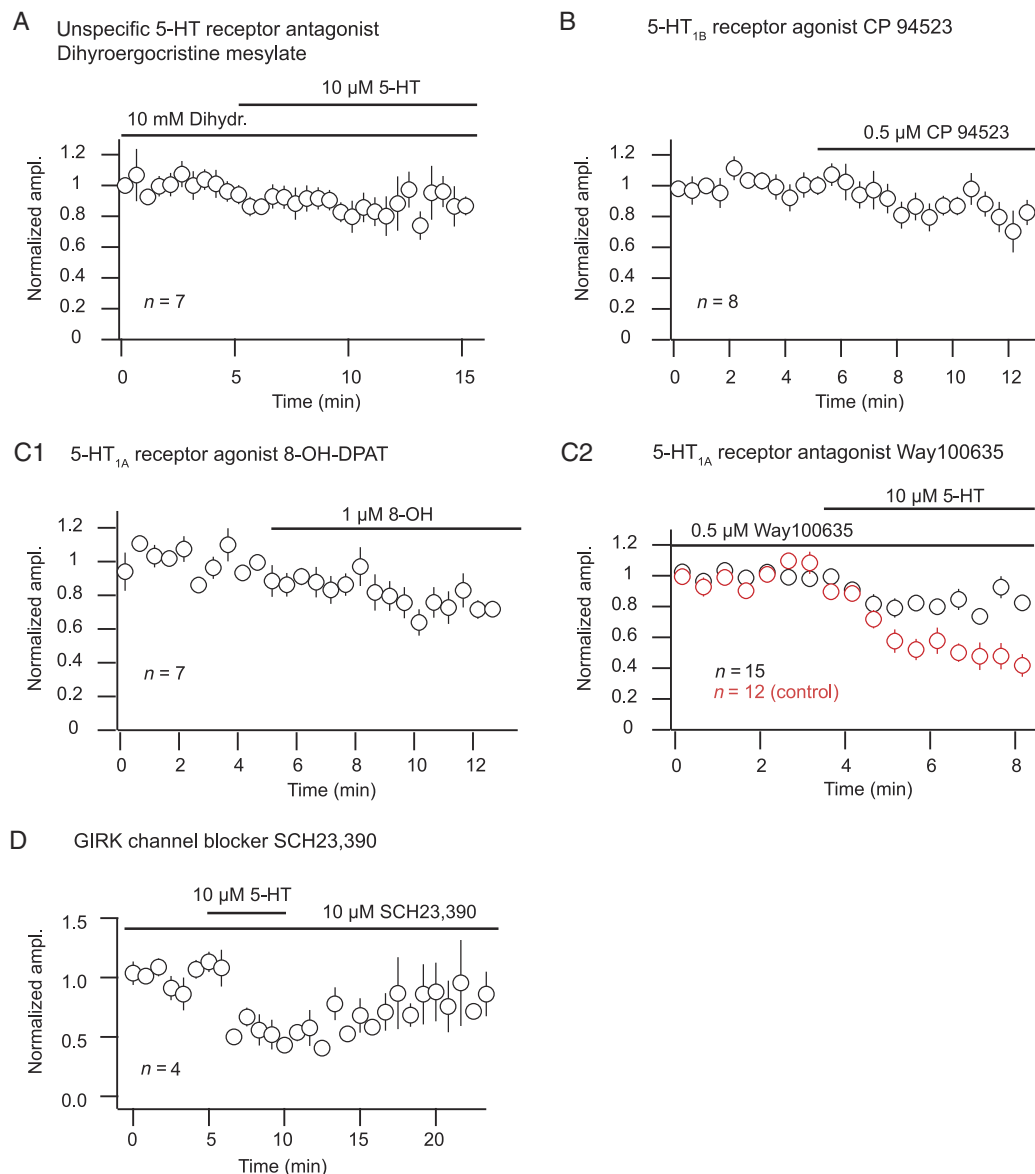 A
Unspecific 5-HT receptor antagonist
Dihyroergocristine mesylate
10 µM 5-HT
10 mM Dihydr.
Normalized ampl.
1.2
1
0.8
0.6
0.4
0.2
0
n = 7
0 5 10 15
Time (min)
B
5-HT1B receptor agonist CP 94523
0.5 µM CP 94523
Normalized ampl.
1.2
1
0.8
0.6
0.4
0.2
0
n = 8
0 2 4 6 8 10 12
Time (min)
C1
5-HT1A receptor agonist 8-OH-DPAT
1 µM 8-OH
Normalized ampl.
1.2
1
0.8
0.6
0.4
0.2
0
n = 7
0 2 4 6 8 10 12
Time (min)
C2
5-HT1A receptor antagonist Way100635
10 µM 5-HT
0.5 µM Way100635
Normalized ampl.
1.2
1
0.8
0.6
0.4
0.2
0
n = 15
n = 12 (control)
0 2 4 6 8
Time (min)
D
GIRK channel blocker SCH23,390
10 µM 5-HT
10 µM SCH23,390
Normalized ampl.
1.5
1.0
0.5
0.0
n = 4
0 5 10 15 20
Time (min)